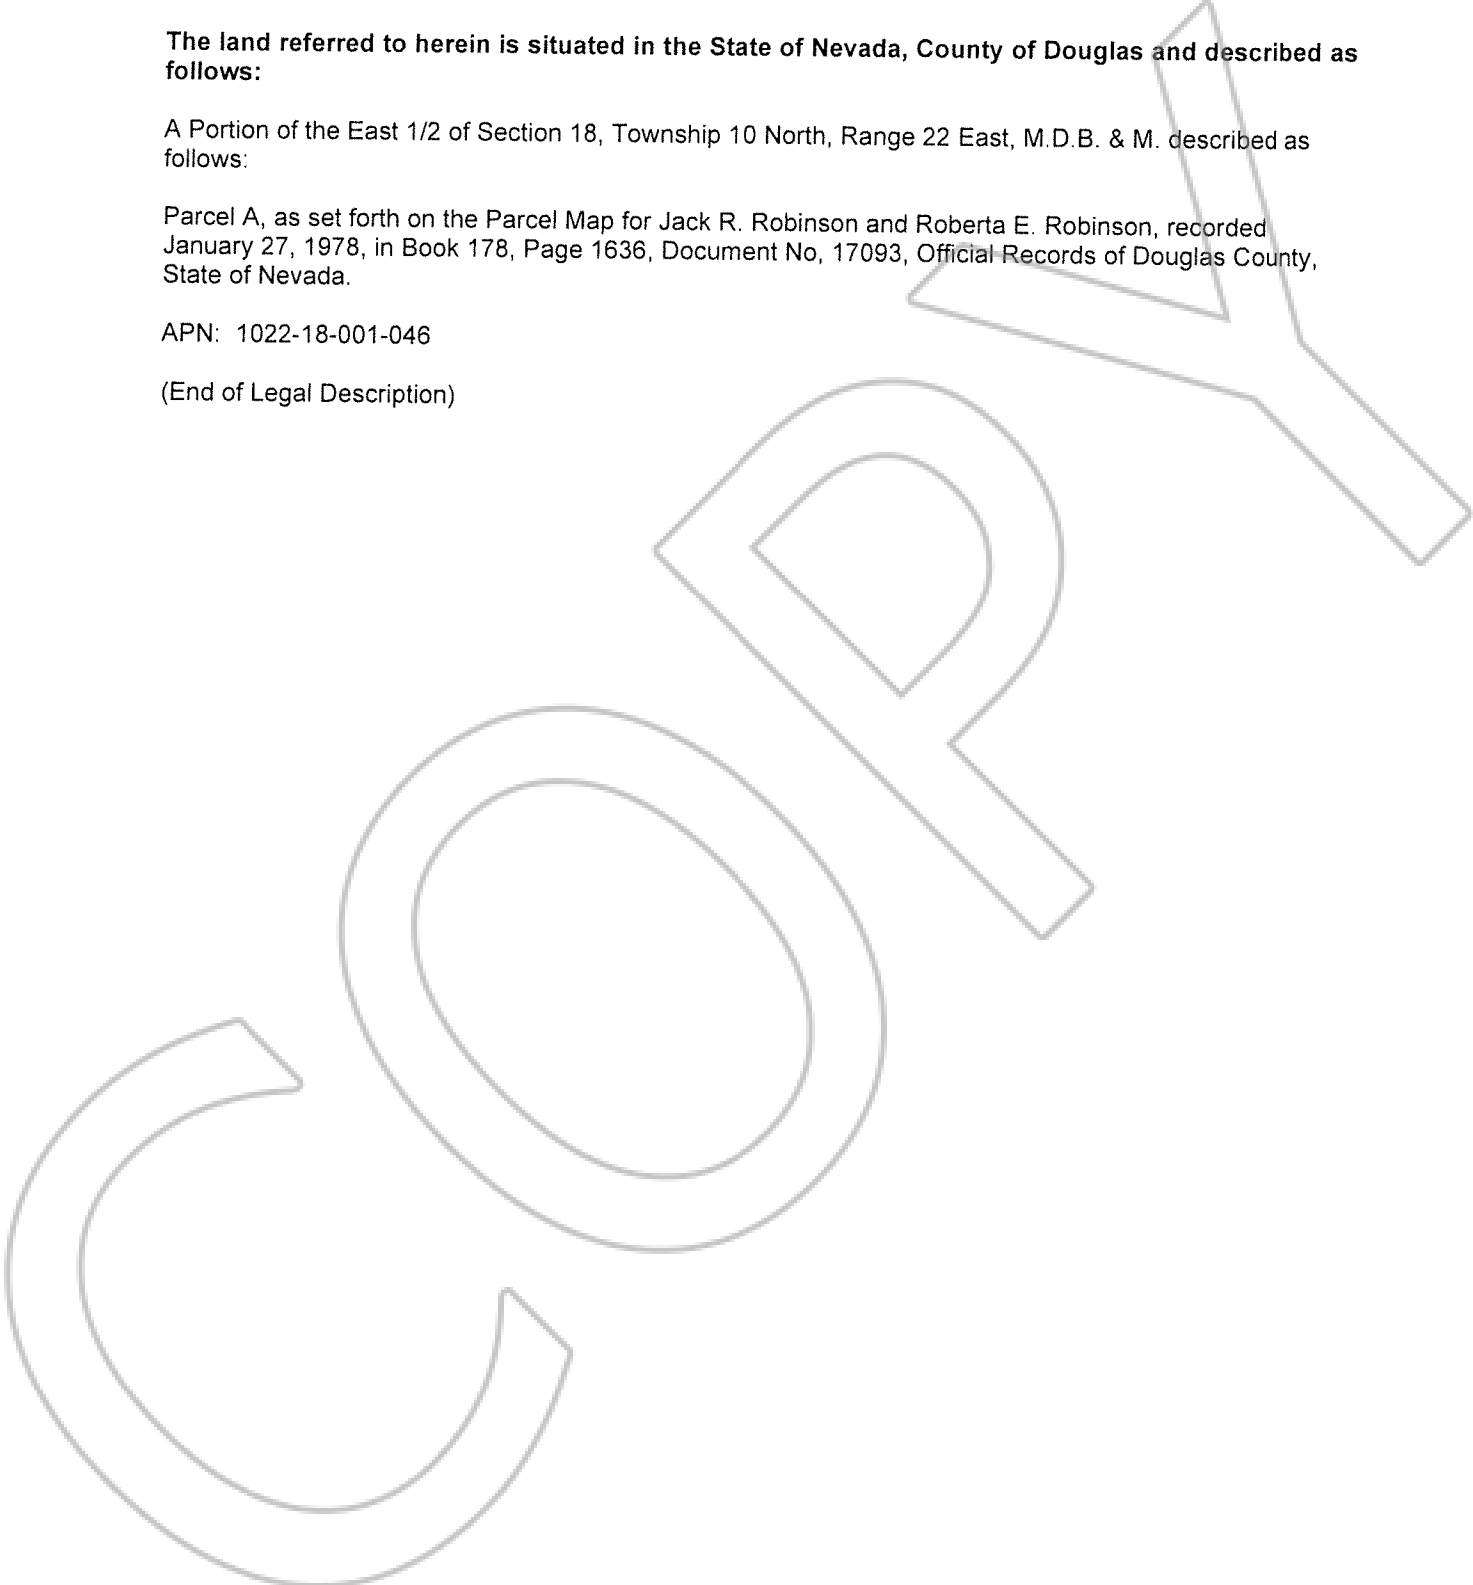 The land referred to herein is situated in the State of Nevada, County of Douglas and described as
follows:
A Portion of the East 1/2 of Section 18, Township 10 North, Range 22 East, M.D.B. & M. described as
follows:
Parcel A, as set forth on the Parcel Map for Jack R. Robinson and Roberta E. Robinson, recorded
January 27, 1978, in Book 178, Page 1636, Document No, 17093, Official Records of Douglas County,
State of Nevada.
APN: 1022-18-001-046
(End of Legal Description)
COPY